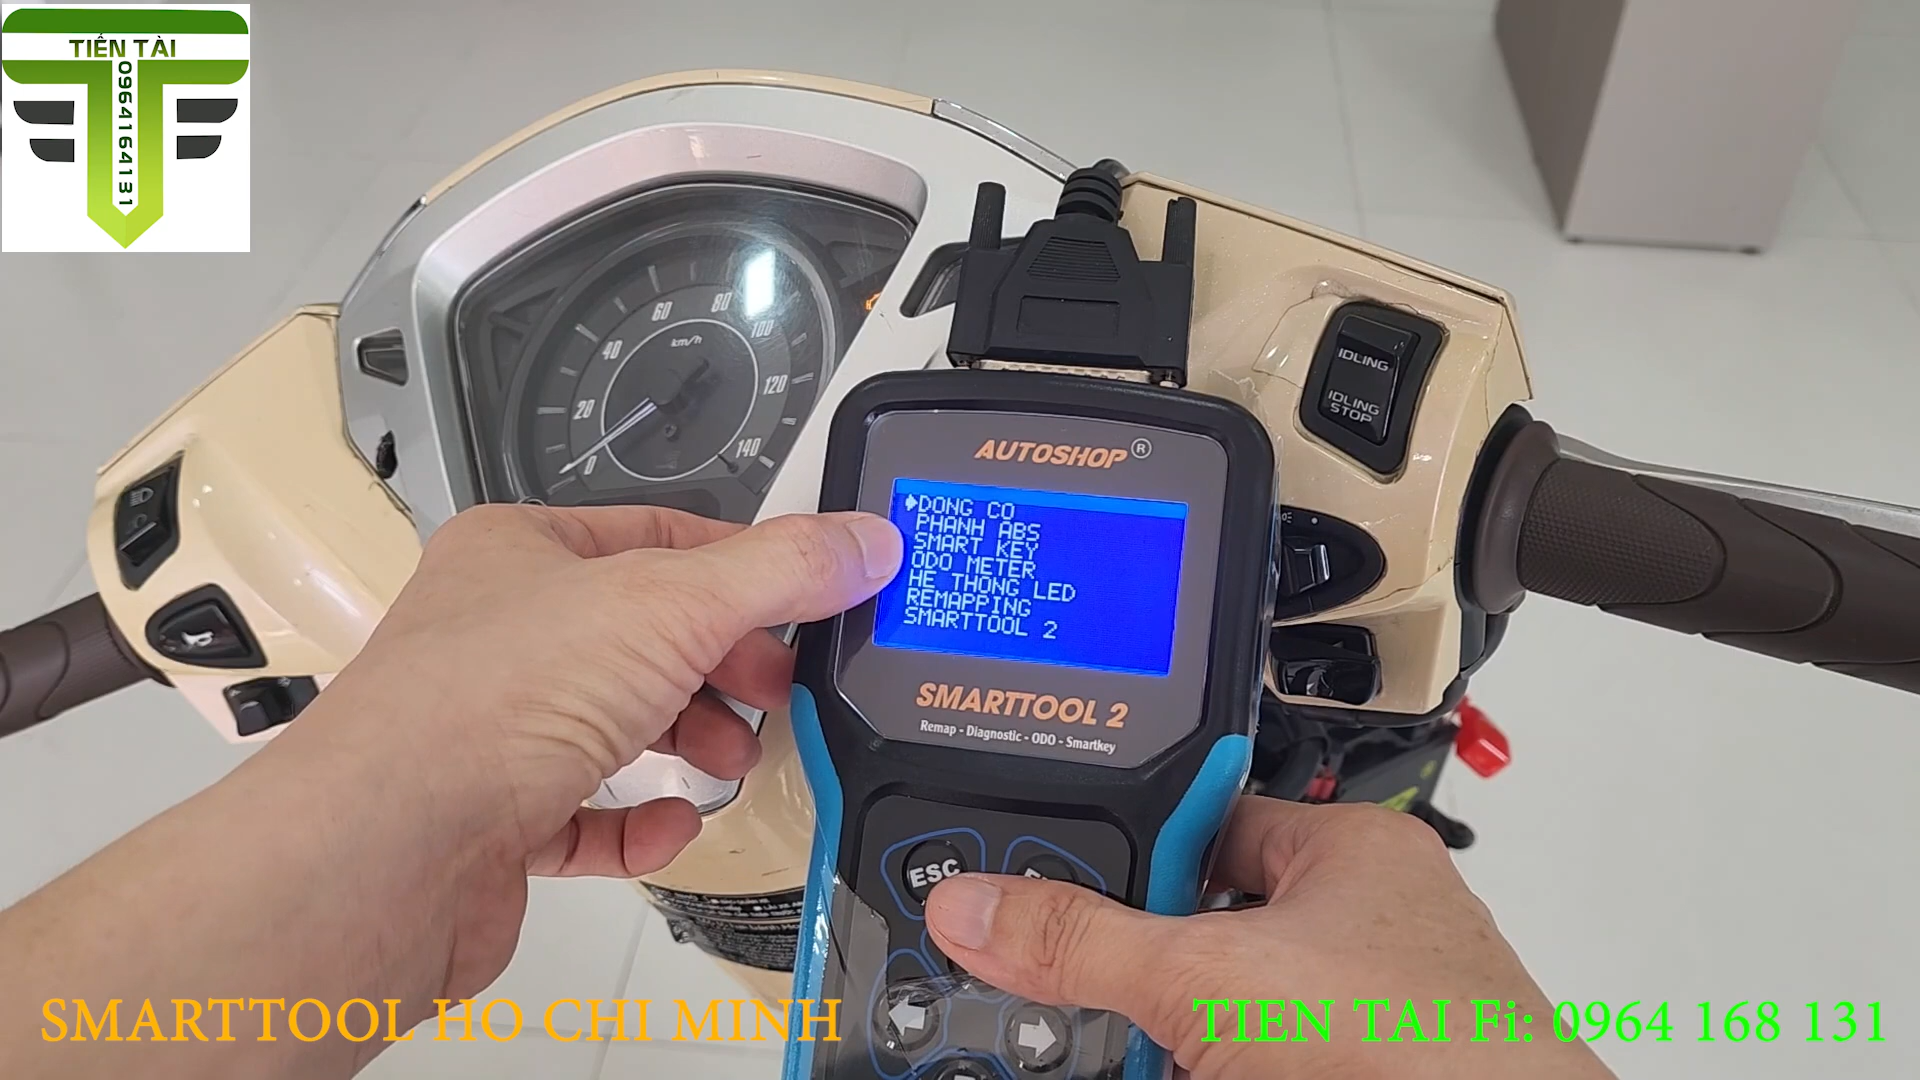 TIẾN TÀI
0964164131
60
80
100
40
km/h
120
20
140
0
IDLING
IDLING
STOP
AUTOSHOP®
DONG CO
PHANH ABS
SMART KEY
ODO METER
HE THONG LED
REMAPPING
SMARTTOOL 2
SMARTTOOL 2
Remap - Diagnostic - ODO - Smartkey
ESC
SMARTTOOL HO CHI MINH
TIEN TAI Fi: 0964 168 131